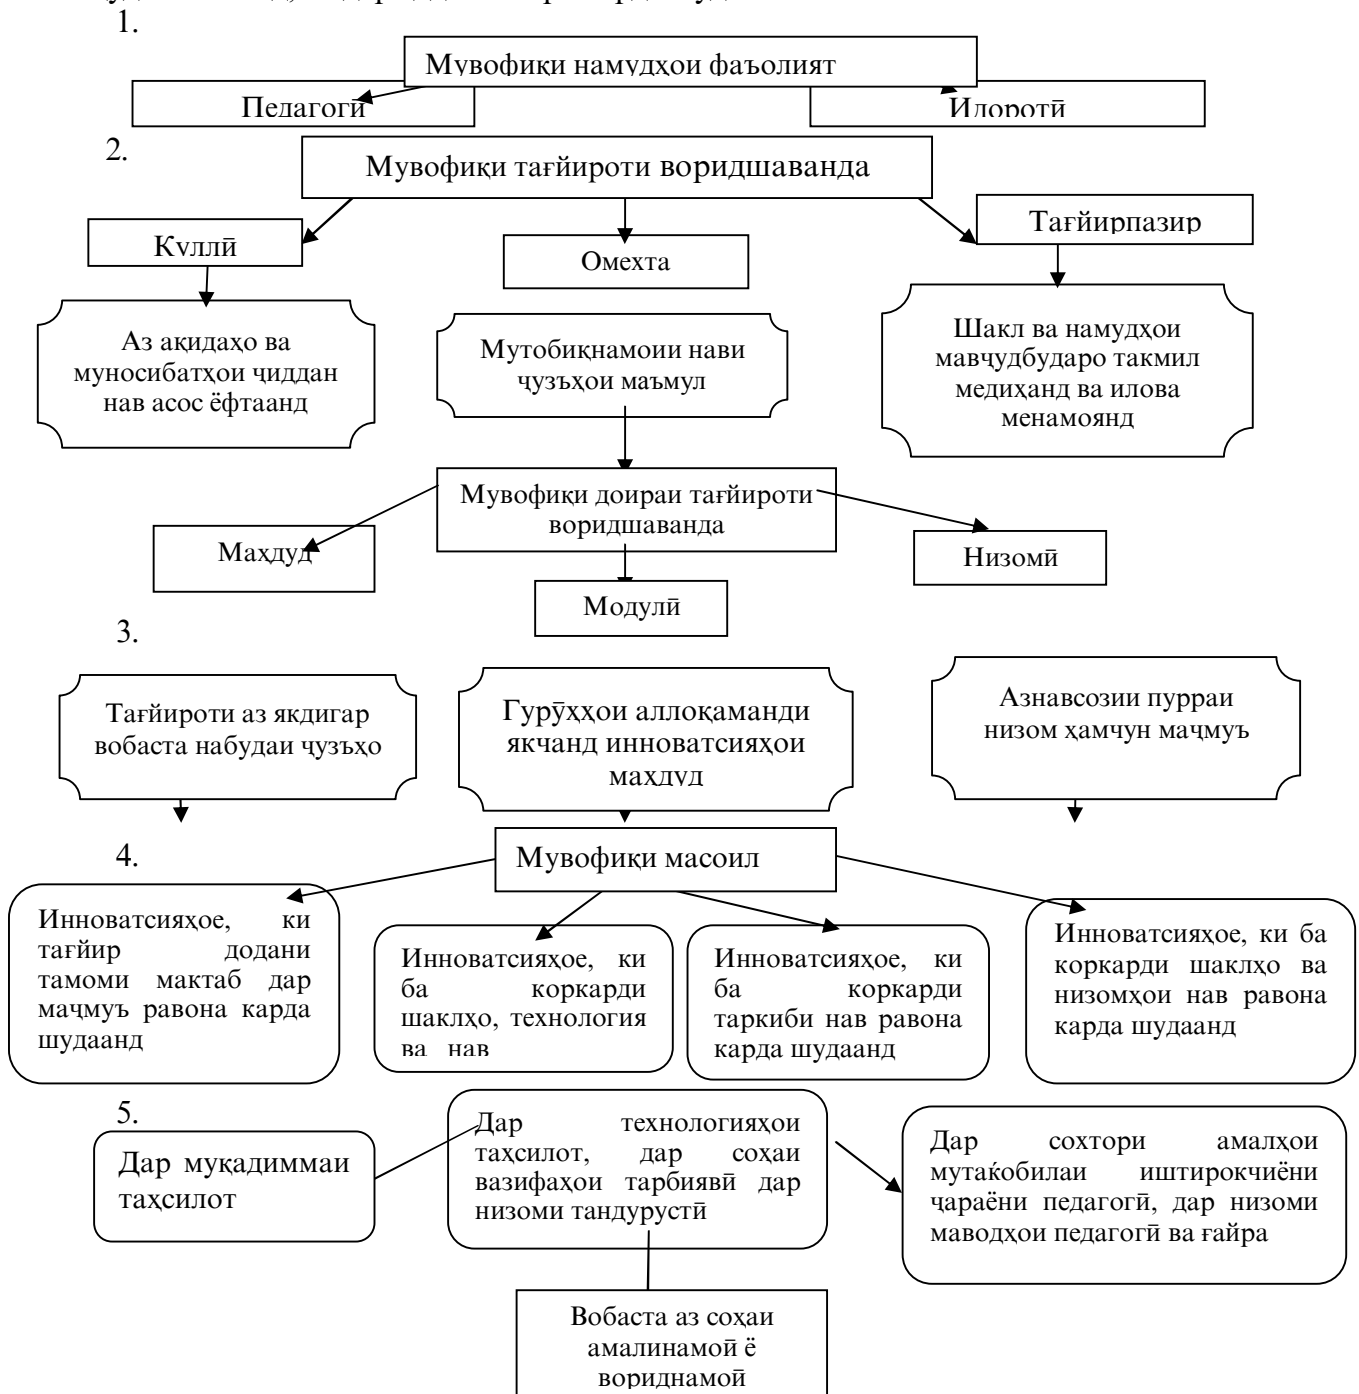 1.
Мувофиқи намудҳои фаъолият
Педагогӣ
Идоротӣ
2.
Мувофиқи тағйироти воридшаванда
Куллӣ
Омехта
Тағйирпазир
Аз ақидаҳо ва
муносибатҳои ҷиддан
нав асос ёфтаанд
Мутобиқнамоии нави
ҷузъҳои маъмул
Шакл ва намудҳои
мавҷудбударо такмил
медиҳанд ва илова
менамоянд
Мувофиқи доираи тағйироти
воридшаванда
Маҳдуд
Модулӣ
Низомӣ
3.
Тағйироти аз якдигар
вобаста набудаи ҷузъҳо
Гурӯҳҳои аллоқаманди
якчанд инноватсияҳои
маҳдуд
Азнавсозии пурраи
низом ҳамчун маҷмуъ
4.
Мувофиқи масоил
Инноватсияҳое, ки
тағйир додани
тамоми мактаб дар
маҷмуъ равона карда
шудаанд
Инноватсияҳое, ки
ба коркарди
шаклҳо, технология
ва нав
Инноватсияҳое, ки
ба коркарди
таркиби нав равона
карда шудаанд
Инноватсияҳое, ки ба
коркарди шаклҳо ва
низомҳои нав равона
карда шудаанд
5.
Дар муқадиммаи
таҳсилот
Дар технологияҳои
таҳсилот, дар соҳаи
вазифаҳои тарбиявӣ дар
низоми тандурустӣ
Дар сохтори амалҳои
мутаќобилаи иштирокчиёни
ҷараёни педагогӣ, дар низоми
маводҳои педагогӣ ва ғайра
Вобаста аз соҳаи
амалинамоӣ ё
вориднамоӣ